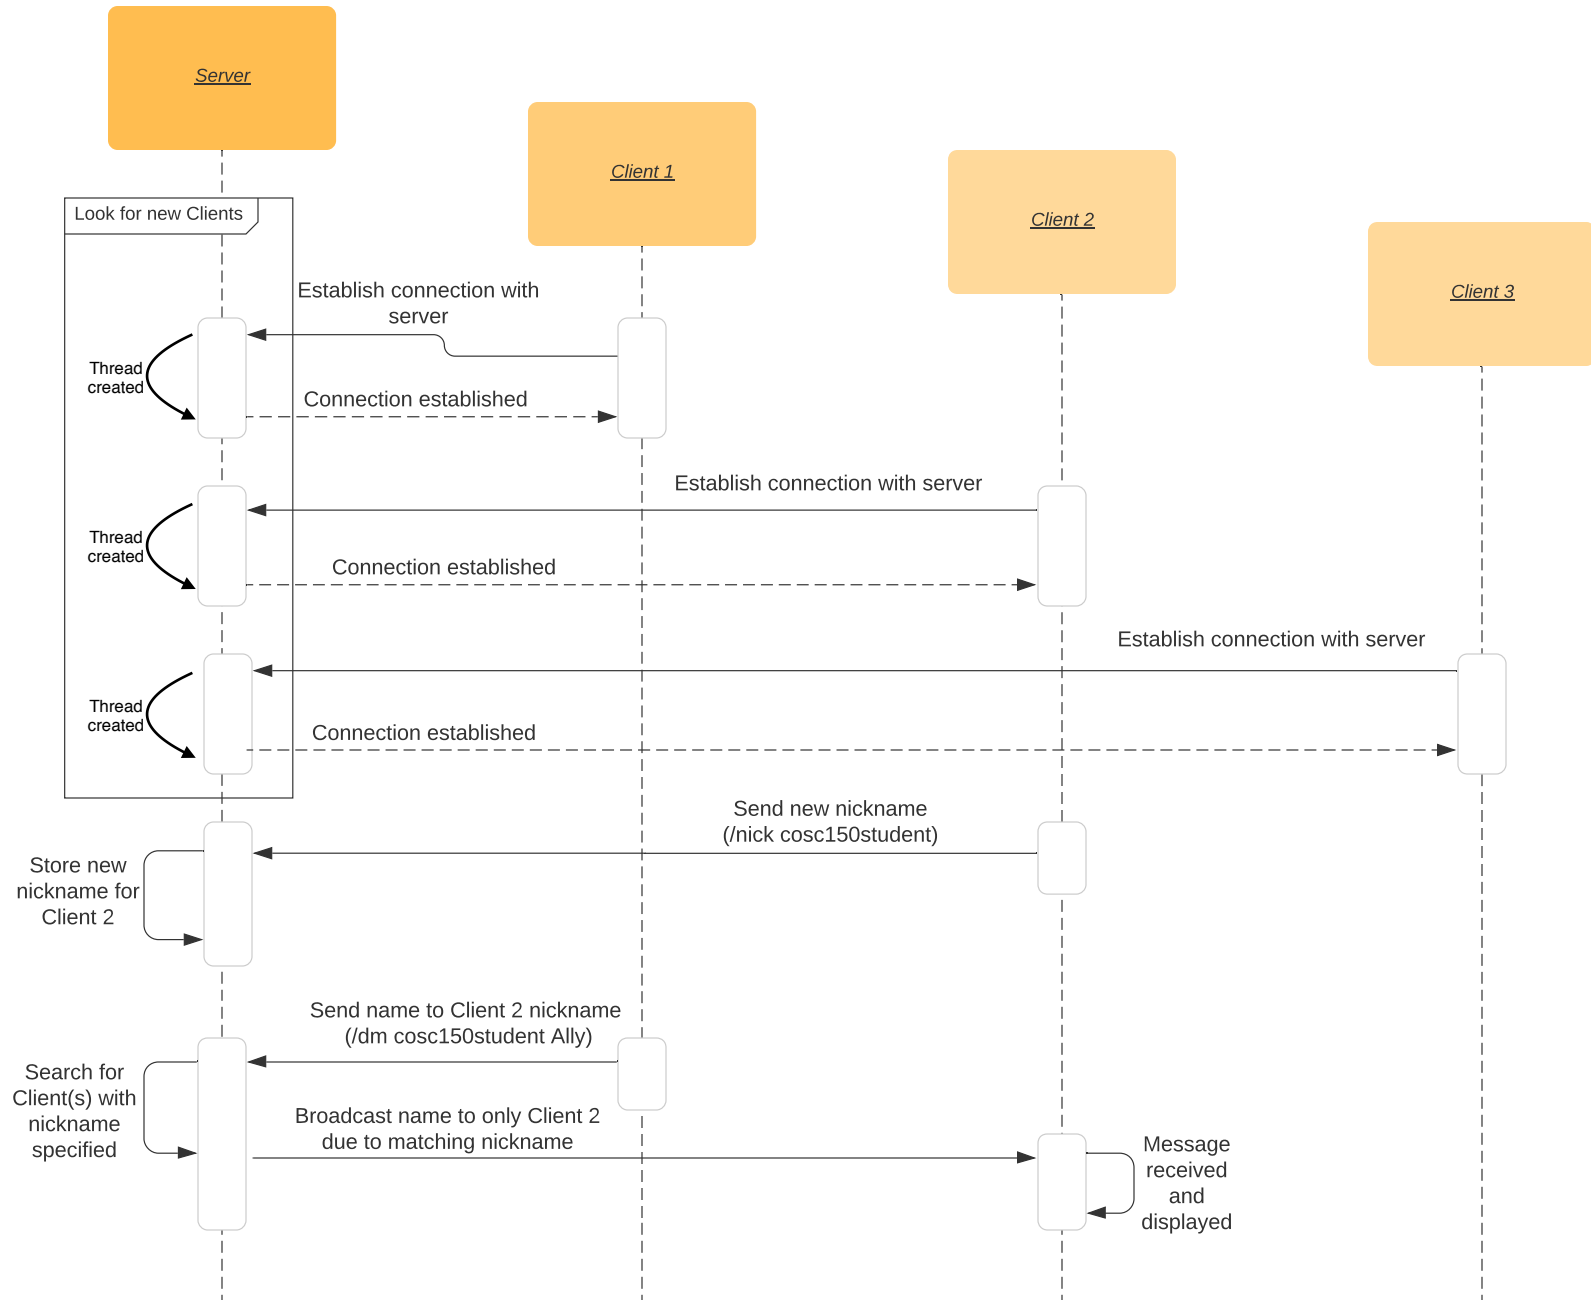 Server
Client 1
Client 2
Client 3
Look for new Clients
Establish connection with
server
Thread
created
Connection established
Establish connection with server
Thread
created
Connection established
Establish connection with server
Thread
created
Connection established
Send new nickname
(/nick cosc150student)
Store new
nickname for
Client 2
Send name to Client 2 nickname
(/dm cosc150student Ally)
Search for
Client(s) with
nickname
specified
Broadcast name to only Client 2
due to matching nickname
Message
received
and
displayed